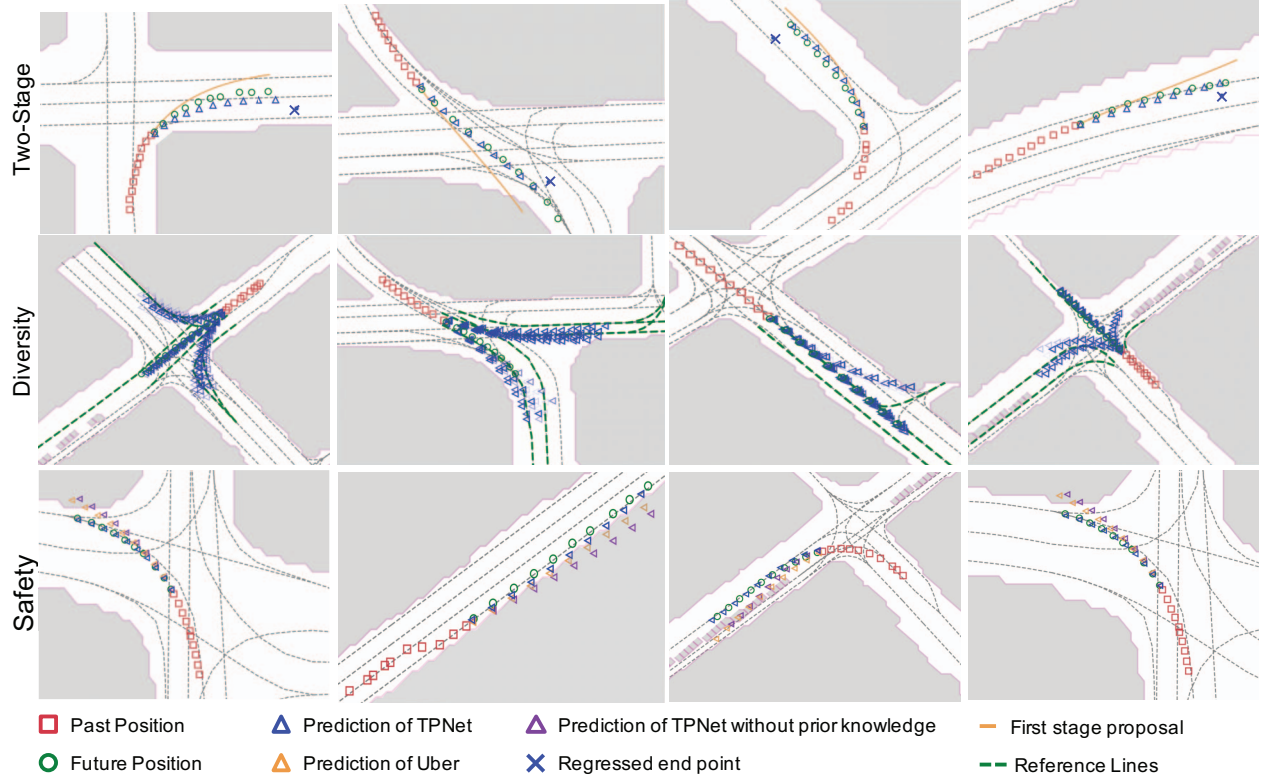 Two-Stage
Diversity
Safety
Past Position
Prediction of TPNet
Prediction of TPNet without prior knowledge
First stage proposal
Future Position
Prediction of Uber
Regressed end point
Reference Lines